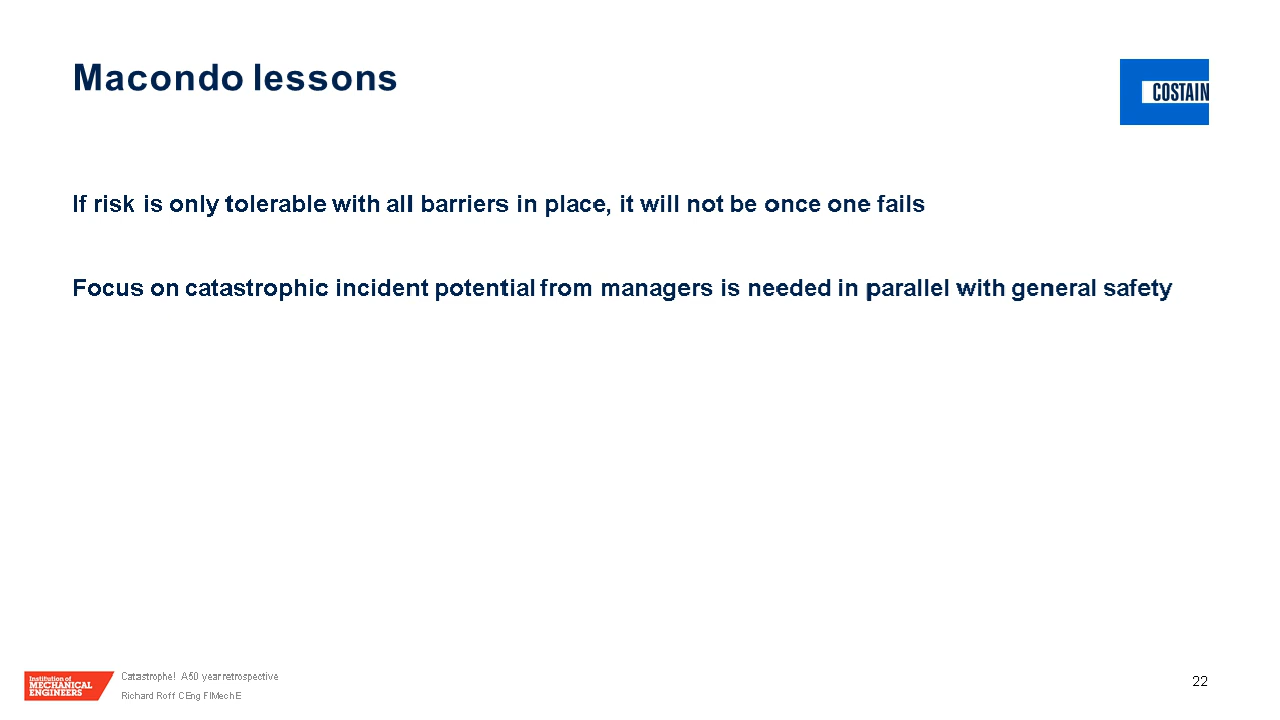 Macondo lessons
COSTAIN
If risk is only tolerable with all barriers in place, it will not be once one fails
Focus on catastrophic incident potential from managers is needed in parallel with general safety
Institution of
MECHANICAL
ENGINEERS
Catastrophe! A 50 year retrospective
Richard Roff CEng FIMechE
22